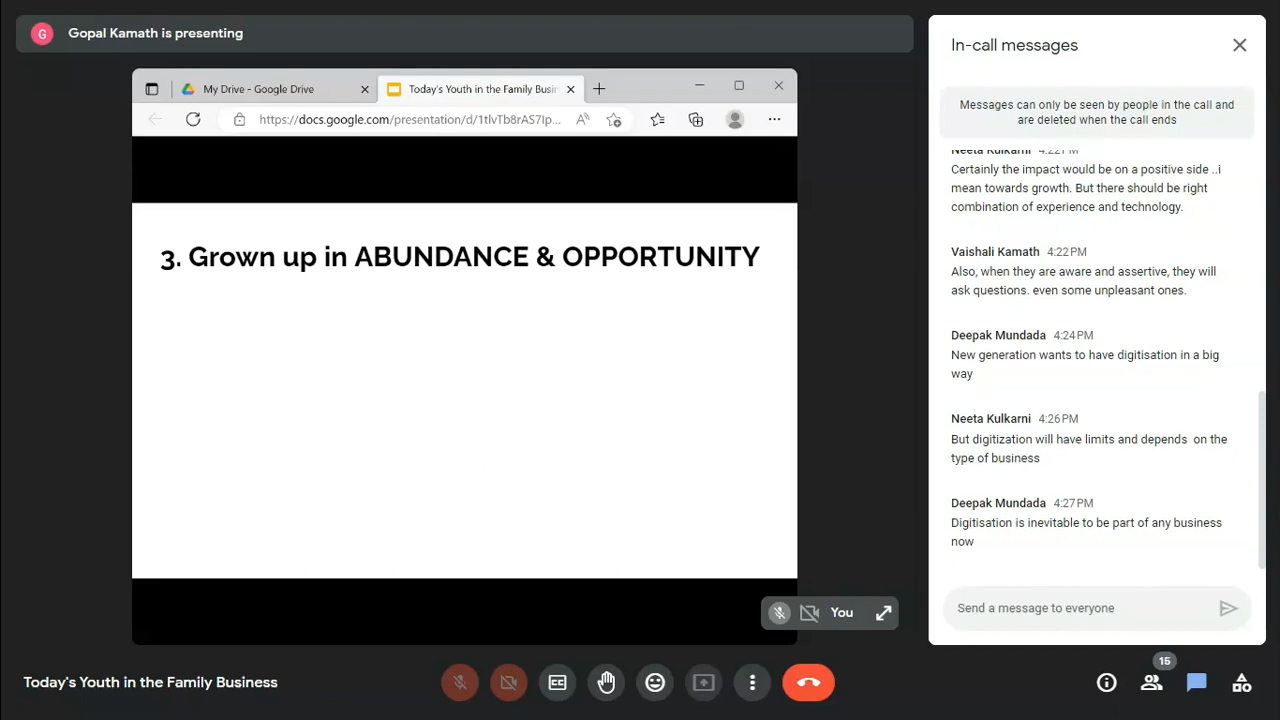 G
Gopal Kamath is presenting
My Drive - Google Drive
Today's Youth in the Family Busin
https://docs.google.com/presentation/d/1tlvTb8rAS7Ip...
3. Grown up in ABUNDANCE & OPPORTUNITY
You
In-call messages
Messages can only be seen by people in the call and
are deleted when the call ends
Neeta Kulkarni 4:22PM
Certainly the impact would be on a positive side ..i
mean towards growth. But there should be right
combination of experience and technology.
Vaishali Kamath 4:22 PM
Also, when they are aware and assertive, they will
ask questions. even some unpleasant ones.
Deepak Mundada 4:24 PM
New generation wants to have digitisation in a big
way
Neeta Kulkarni 4:26 PM
But digitization will have limits and depends on the
type of business
Deepak Mundada 4:27 PM
Digitisation is inevitable to be part of any business
now
Send a message to everyone
Today's Youth in the Family Business
15